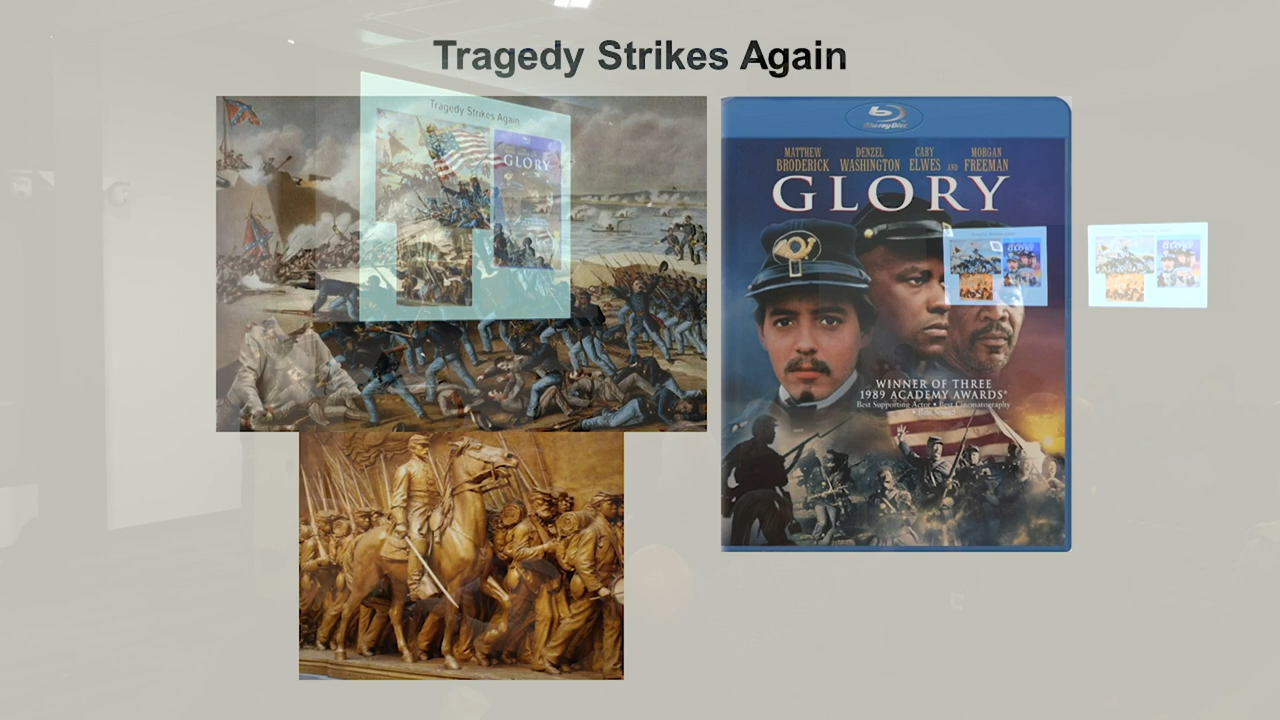 Tragedy Strikes Again
Tragedy Strikes Again
GLORY
Blu-ray Disc
MATTHEW BRODERICK DENZEL WASHINGTON CARY ELWES AND MORGAN FREEMAN
GLORY
WINNER OF THREE
1989 ACADEMY AWARDS®
Best Supporting Actor • Best Cinematography